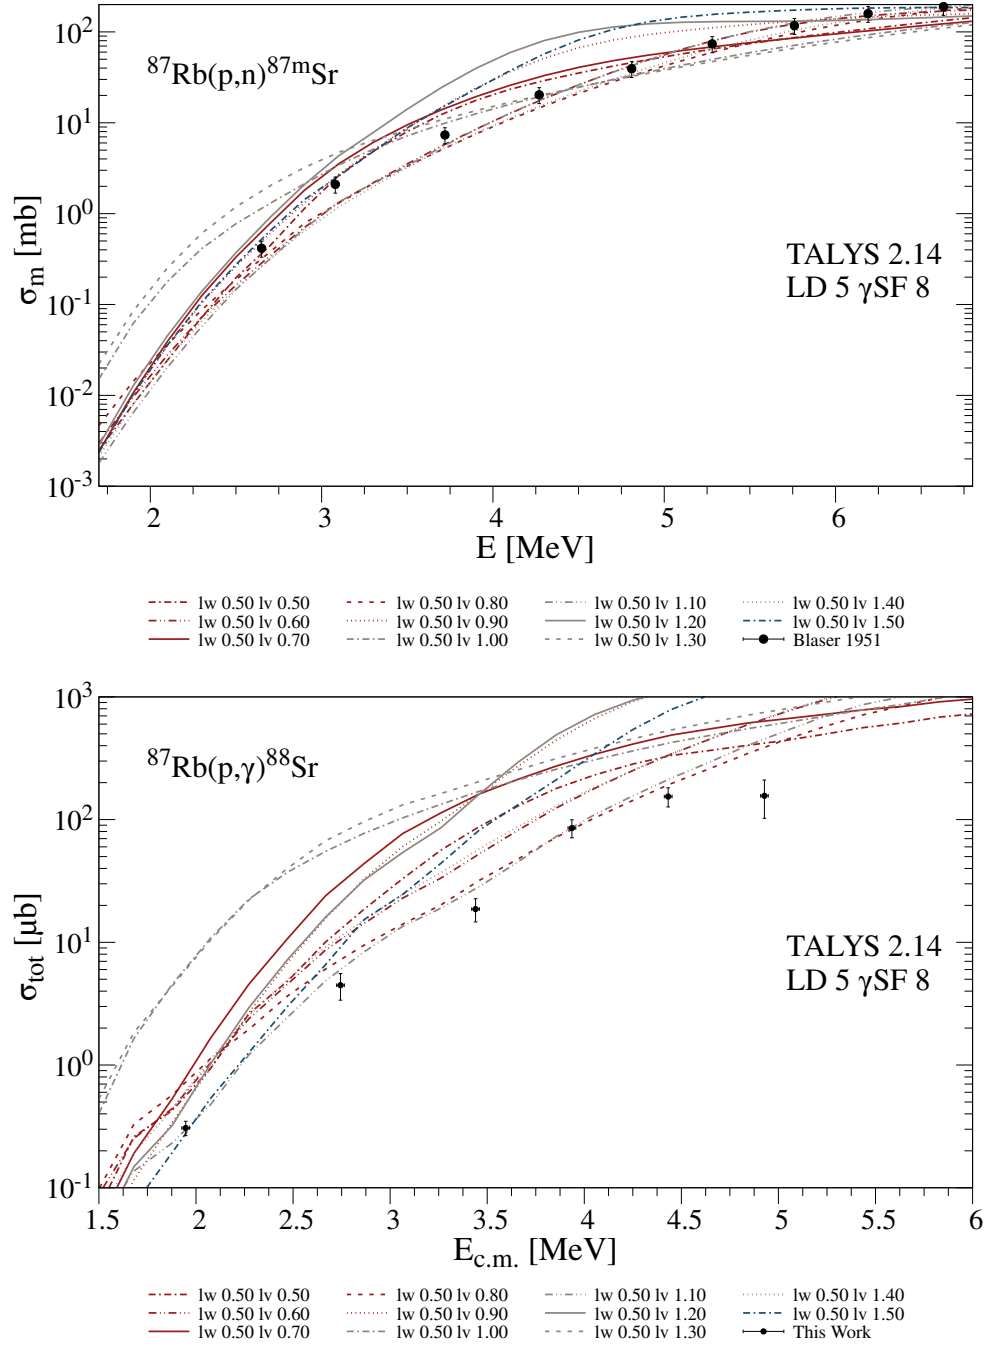 10²
10¹
10⁰
10⁻¹
10⁻²
10⁻³
σm [mb]
⁸⁷Rb(p,n)⁸⁷ᵐSr
TALYS 2.14
LD 5 γSF 8
2 3 4 5 6
E [MeV]
lw 0.50 lv 0.50 lw 0.50 lv 0.80 lw 0.50 lv 1.10 lw 0.50 lv 1.40
lw 0.50 lv 0.60 lw 0.50 lv 0.90 lw 0.50 lv 1.20 lw 0.50 lv 1.50
lw 0.50 lv 0.70 lw 0.50 lv 1.00 lw 0.50 lv 1.30 Blaser 1951
10³
10²
10¹
10⁰
10⁻¹
σtot [μb]
⁸⁷Rb(p,γ)⁸⁸Sr
TALYS 2.14
LD 5 γSF 8
1.5 2 2.5 3 3.5 4 4.5 5 5.5 6
Ec.m. [MeV]
lw 0.50 lv 0.50 lw 0.50 lv 0.80 lw 0.50 lv 1.10 lw 0.50 lv 1.40
lw 0.50 lv 0.60 lw 0.50 lv 0.90 lw 0.50 lv 1.20 lw 0.50 lv 1.50
lw 0.50 lv 0.70 lw 0.50 lv 1.00 lw 0.50 lv 1.30 This Work